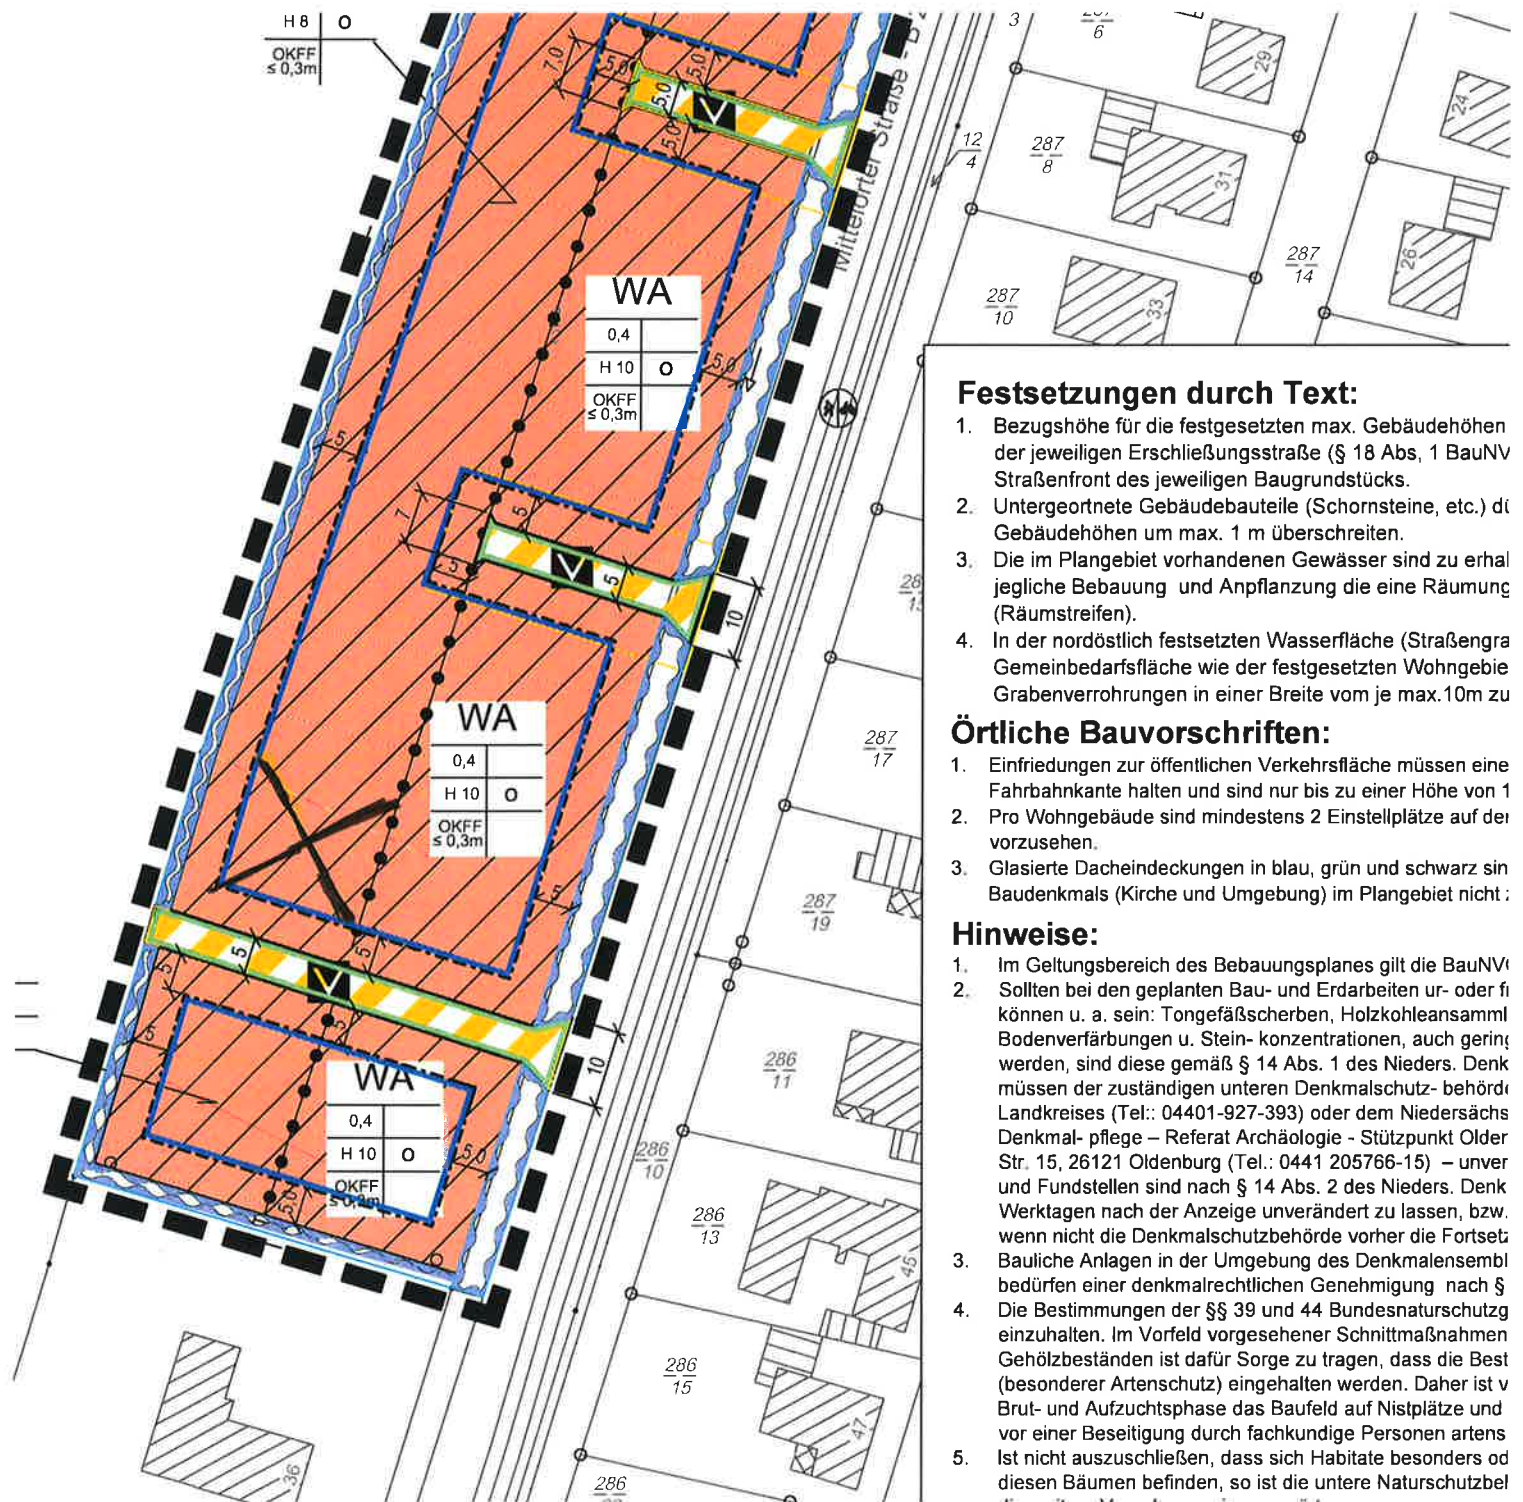 H 8 O
OKFF
≤ 0,3m
7,0
5,0
5,0
5,0
5,0
V
Mitteforter Straße - B 2
3
6
29
24
12
4
287
8
31
287
14
26
287
10
33
WA
0,4
H 10 O
OKFF
≤ 0,3m
5,0
5
7
5
5
5
V
10
287
17
WA
0,4
H 10 O
OKFF
≤ 0,3m
5
287
19
5
5
5
V
5
5
10
286
11
WA
0,4
H 10 O
OKFF
≤ 0,3m
5,0
5,0
286
10
286
13
45
286
15
47
36
286
Festsetzungen durch Text:
1. Bezugshöhe für die festgesetzten max. Gebäudehöhen
der jeweiligen Erschließungsstraße (§ 18 Abs, 1 BauNV
Straßenfront des jeweiligen Baugrundstücks.
2. Untergeortnete Gebäudebauteile (Schornsteine, etc.) dü
Gebäudehöhen um max. 1 m überschreiten.
3. Die im Plangebiet vorhandenen Gewässer sind zu erhal
jegliche Bebauung und Anpflanzung die eine Räumung
(Räumstreifen).
4. In der nordöstlich festsetzten Wasserfläche (Straßengra
Gemeinbedarfsfläche wie der festgesetzten Wohngebie
Grabenverrohrungen in einer Breite vom je max.10m zu
Örtliche Bauvorschriften:
1. Einfriedungen zur öffentlichen Verkehrsfläche müssen eine
Fahrbahnkante halten und sind nur bis zu einer Höhe von 1
2. Pro Wohngebäude sind mindestens 2 Einstellplätze auf der
vorzusehen.
3. Glasierte Dacheindeckungen in blau, grün und schwarz sin
Baudenkmals (Kirche und Umgebung) im Plangebiet nicht
Hinweise:
1. Im Geltungsbereich des Bebauungsplanes gilt die BauNV
2. Sollten bei den geplanten Bau- und Erdarbeiten ur- oder f
können u. a. sein: Tongefäßscherben, Holzkohleansamml
Bodenverfärbungen u. Stein- konzentrationen, auch gering
werden, sind diese gemäß § 14 Abs. 1 des Nieders. Denk
müssen der zuständigen unteren Denkmalschutz- behörde
Landkreises (Tel:: 04401-927-393) oder dem Niedersächs
Denkmal- pflege – Referat Archäologie - Stützpunkt Older
Str. 15, 26121 Oldenburg (Tel.: 0441 205766-15) – unver
und Fundstellen sind nach § 14 Abs. 2 des Nieders. Denk
Werktagen nach der Anzeige unverändert zu lassen, bzw.
wenn nicht die Denkmalschutzbehörde vorher die Fortset
3. Bauliche Anlagen in der Umgebung des Denkmalensembl
bedürfen einer denkmalrechtlichen Genehmigung nach §
4. Die Bestimmungen der §§ 39 und 44 Bundesnaturschutzg
einzuhalten. Im Vorfeld vorgesehener Schnittmaßnahmen
Gehölzbeständen ist dafür Sorge zu tragen, dass die Best
(besonderer Artenschutz) eingehalten werden. Daher ist v
Brut- und Aufzuchtsphase das Baufeld auf Nistplätze und
vor einer Beseitigung durch fachkundige Personen artens
5. Ist nicht auszuschließen, dass sich Habitate besonders od
diesen Bäumen befinden, so ist die untere Naturschutzbeh